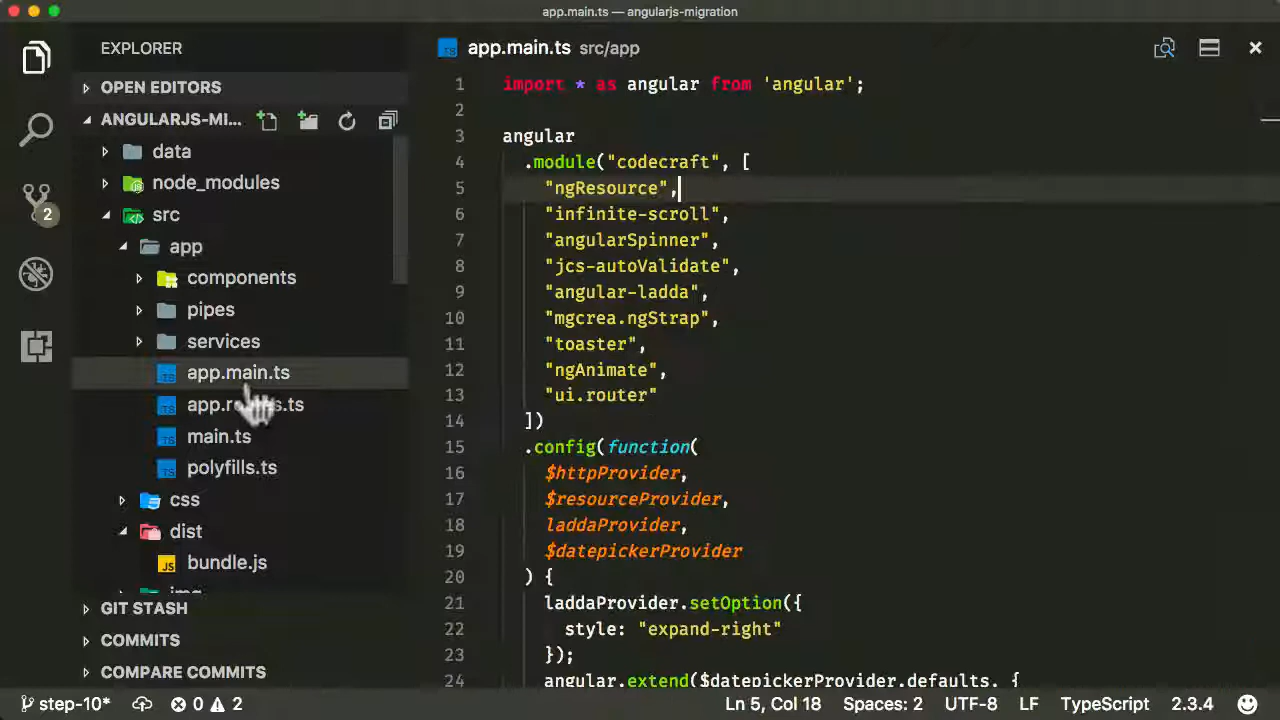 app.main.ts — angularjs-migration
EXPLORER
OPEN EDITORS
ANGULARJS-MI...
data
node_modules
src
app
components
pipes
services
app.main.ts
main.ts
polyfills.ts
css
dist
bundle.js
GIT STASH
COMMITS
COMPARE COMMITS
2
TS app.main.ts src/app
1 import * as angular from 'angular';
2
3 angular
4 .module("codecraft", [
5 "ngResource",
6 "infinite-scroll",
7 "angularSpinner",
8 "jcs-autoValidate",
9 "angular-ladda",
10 "mgcrea.ngStrap",
11 "toaster",
12 "ngAnimate",
13 "ui.router"
14 ])
15 .config(function(
16 $httpProvider,
17 $resourceProvider,
18 laddaProvider,
19 $datepickerProvider
20 ) {
21 laddaProvider.setOption({
22 style: "expand-right"
23 });
24 angular.extend($datepickerProvider.defaults, {
step-10* 0 2 Ln 5, Col 18 Spaces: 2 UTF-8 LF TypeScript 2.3.4